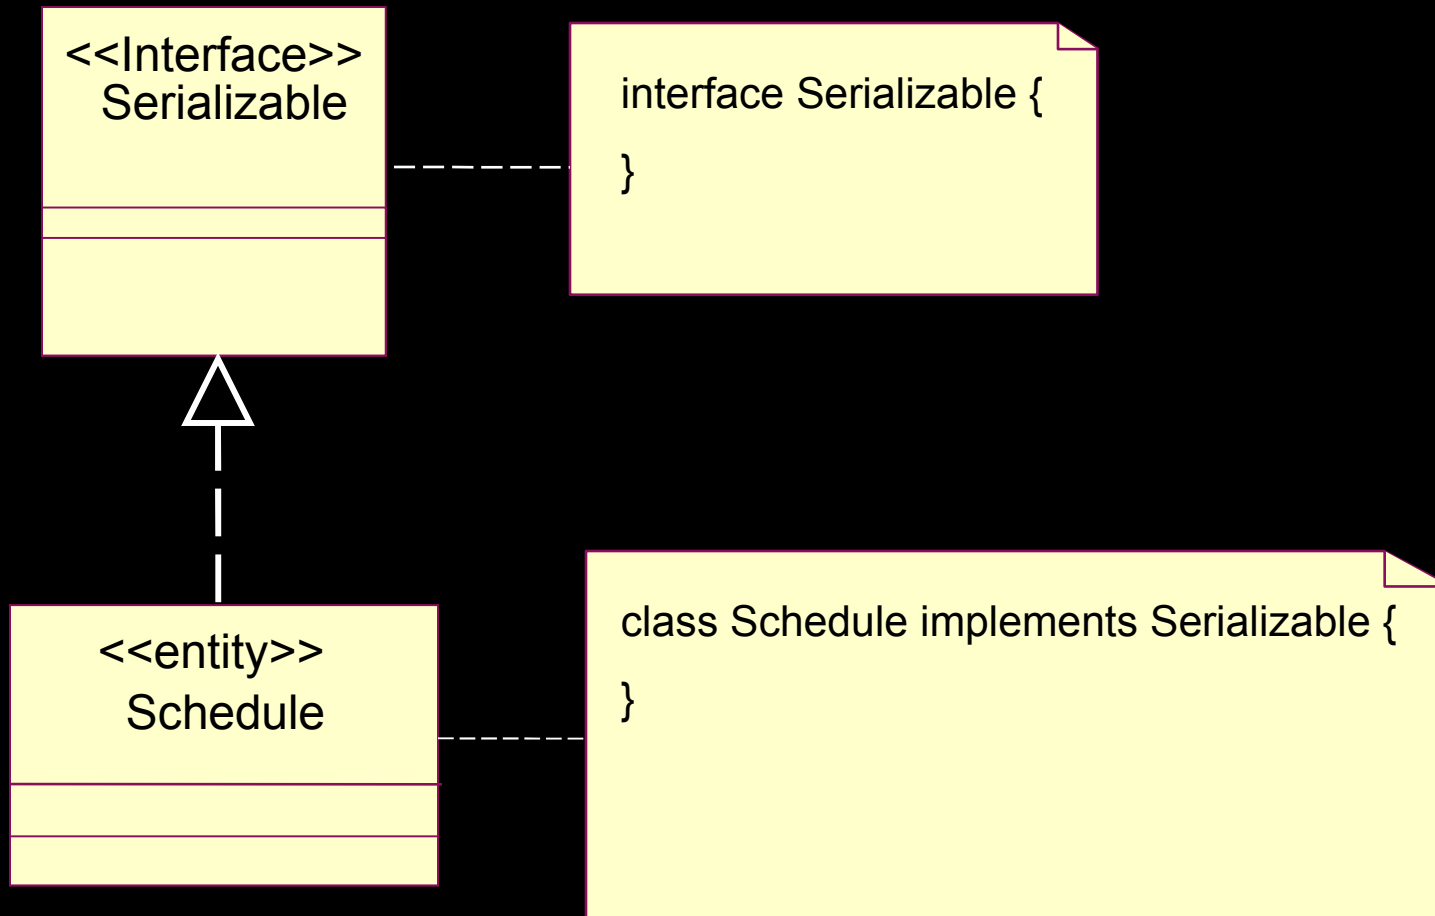 <<Interface>>
Serializable
interface Serializable {
}
<<entity>>
Schedule
class Schedule implements Serializable {
}